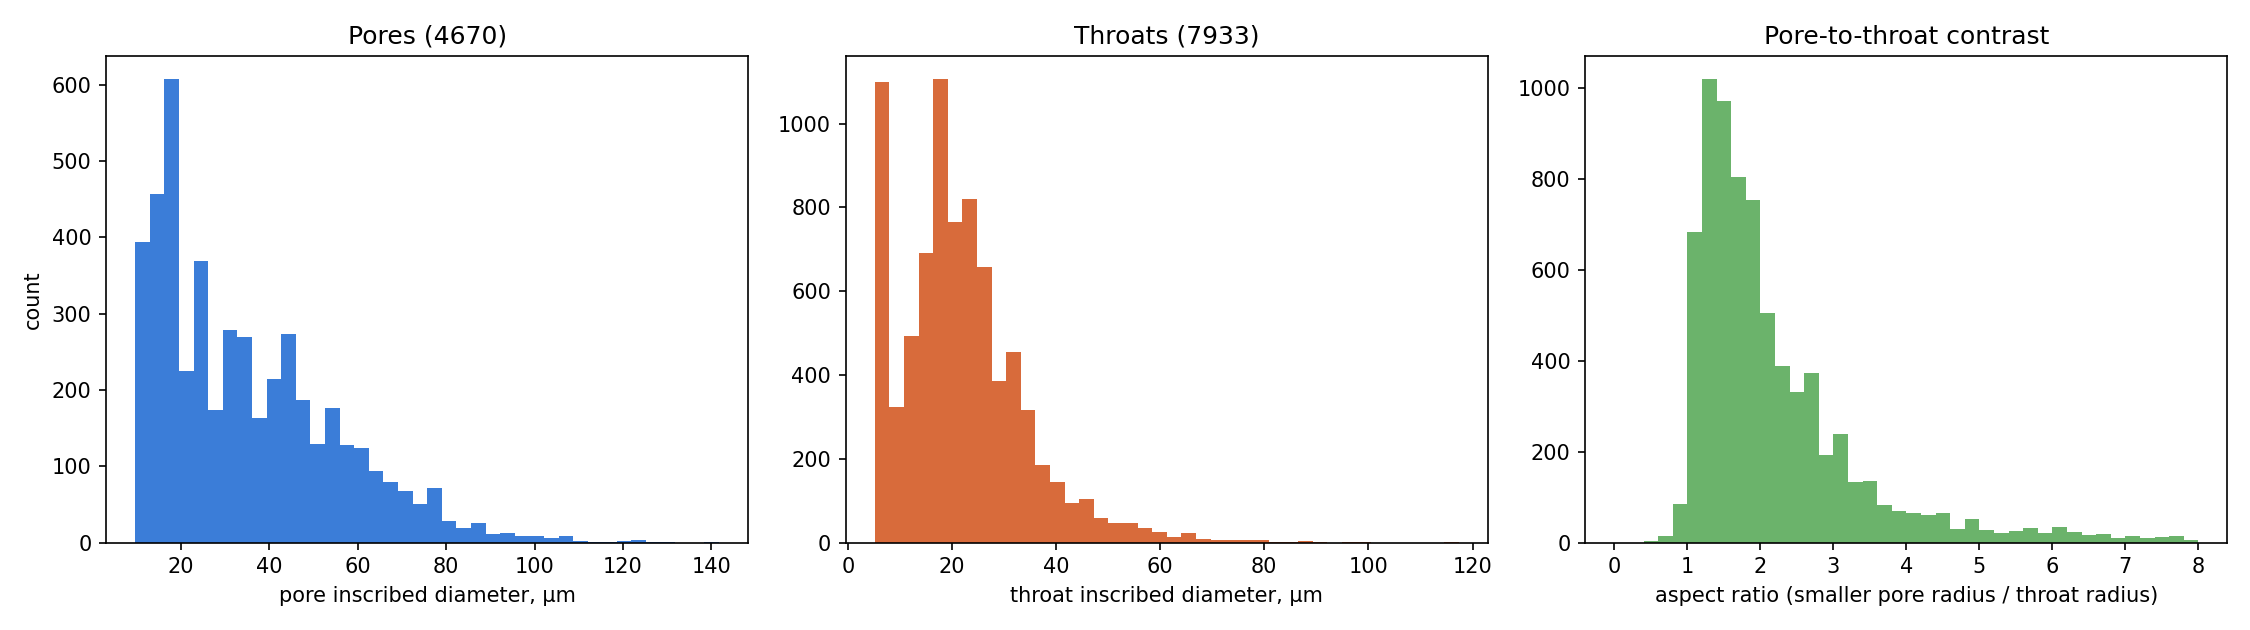 Pores (4670)
count
600
500
400
300
200
100
0
20 40 60 80 100 120 140
pore inscribed diameter, µm
Throats (7933)
1000
800
600
400
200
0
0 20 40 60 80 100 120
throat inscribed diameter, µm
Pore-to-throat contrast
1000
800
600
400
200
0
0 1 2 3 4 5 6 7 8
aspect ratio (smaller pore radius / throat radius)